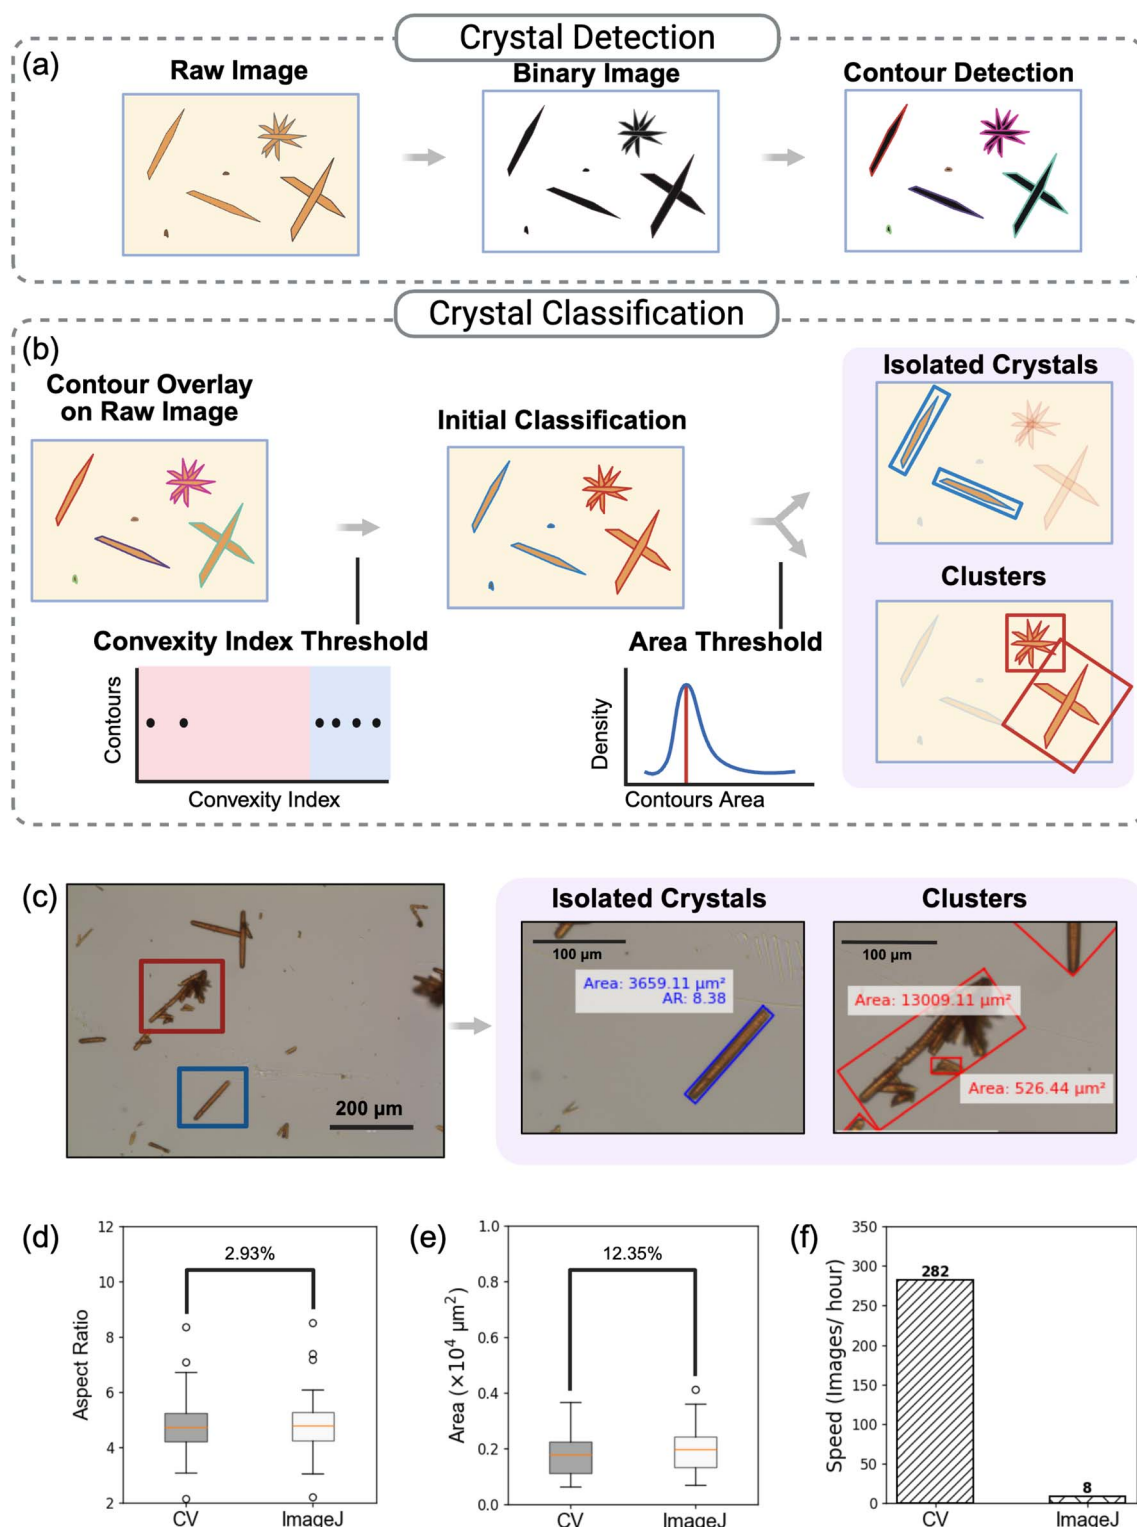 Crystal Detection
(a)
Raw Image
Binary Image
Contour Detection
Crystal Classification
(b)
Contour Overlay
on Raw Image
Initial Classification
Isolated Crystals
Clusters
Convexity Index Threshold
Contours
Convexity Index
Area Threshold
Density
Contours Area
(c)
200 µm
Isolated Crystals
100 µm
Area: 3659.11 µm²
AR: 8.38
Clusters
100 µm
Area: 13009.11 µm²
Area: 526.44 µm²
(d)
Aspect Ratio
12
10
8
6
4
2
2.93%
CV
ImageJ
(e)
Area (×10⁴ µm²)
1.0
0.8
0.6
0.4
0.2
0.0
12.35%
CV
ImageJ
(f)
Speed (Images/ hour)
350
300
250
200
150
100
50
0
282
8
CV
ImageJ